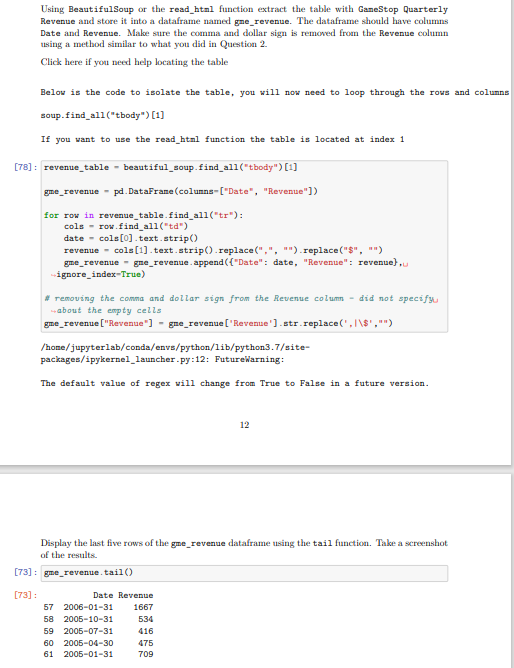 Using BeautifulSoup or the read_html function extract the table with GameStop Quarterly
Revenue and store it into a dataframe named gme_revenue. The dataframe should have columns
Date and Revenue. Make sure the comma and dollar sign is removed from the Revenue column
using a method similar to what you did in Question 2.
Click here if you need help locating the table
Below is the code to isolate the table, you will now need to loop through the rows and columns
soup.find_all("tbody")[1]
If you want to use the read_html function the table is located at index 1
[78]: revenue_table = beautiful_soup.find_all("tbody")[1]
gme_revenue = pd.DataFrame(columns=["Date", "Revenue"])
for row in revenue_table.find_all("tr"):
    cols = row.find_all("td")
    date = cols[0].text.strip()
    revenue = cols[1].text.strip().replace(",", "").replace("$", "")
    gme_revenue = gme_revenue.append({"Date": date, "Revenue": revenue},␣
↪ignore_index=True)
# removing the comma and dollar sign from the Revenue column - did not specify␣
↪about the empty cells
gme_revenue["Revenue"] = gme_revenue['Revenue'].str.replace(',|\$',"")
/home/jupyterlab/conda/envs/python/lib/python3.7/site-
packages/ipykernel_launcher.py:12: FutureWarning:
The default value of regex will change from True to False in a future version.
12
Display the last five rows of the gme_revenue dataframe using the tail function. Take a screenshot
of the results.
[73]: gme_revenue.tail()
[73]: Date Revenue
57 2006-01-31 1667
58 2005-10-31 534
59 2005-07-31 416
60 2005-04-30 475
61 2005-01-31 709